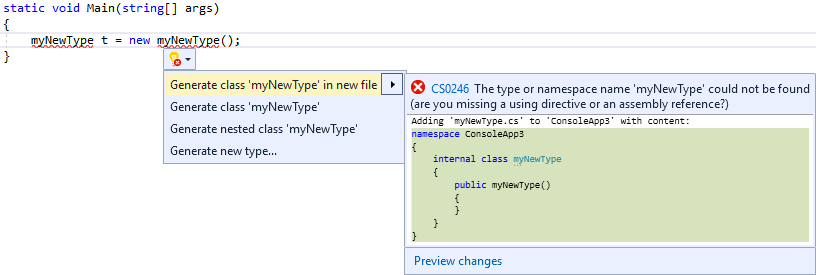 static void Main(string[] args)
{
myNewType t = new myNewType();
}
Generate class 'myNewType' in new file
Generate class 'myNewType'
Generate nested class 'myNewType'
Generate new type...
CS0246 The type or namespace name 'myNewType' could not be found
(are you missing a using directive or an assembly reference?)
Adding 'myNewType.cs' to 'ConsoleApp3' with content:
namespace ConsoleApp3
{
internal class myNewType
{
public myNewType()
{
}
}
}
Preview changes